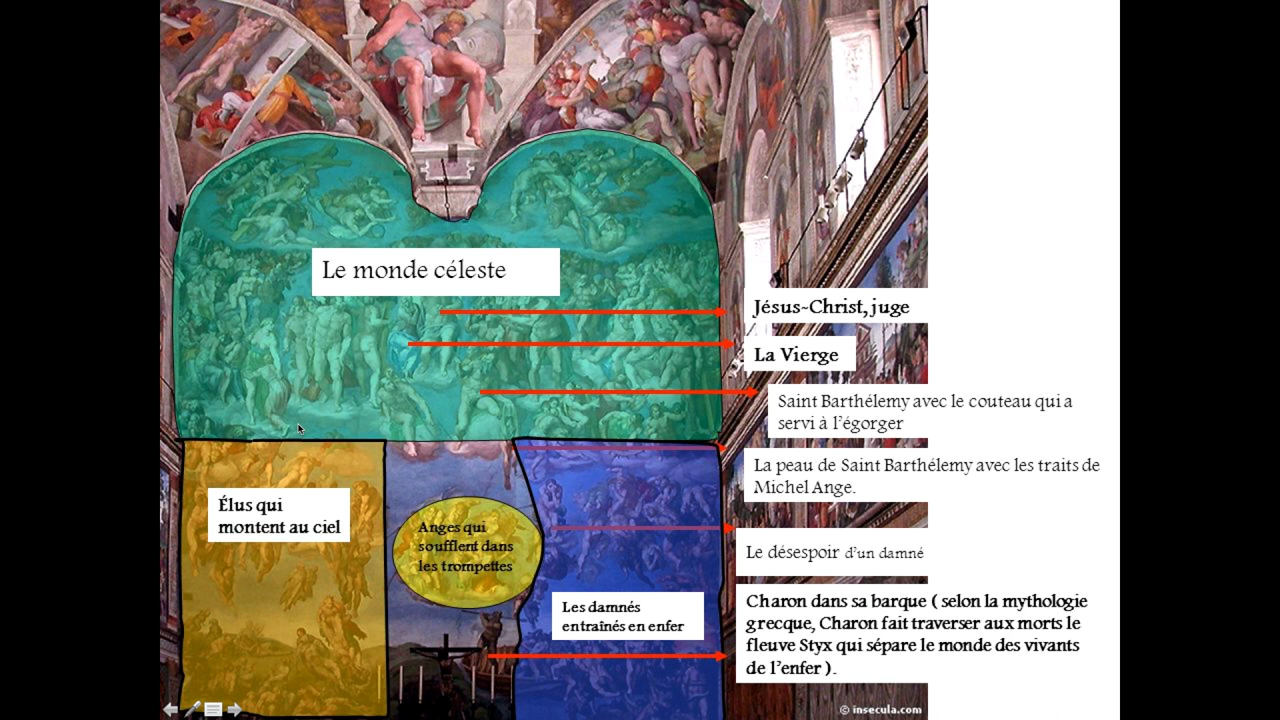 Le monde céleste
Jésus-Christ, juge
La Vierge
Saint Barthélemy avec le couteau qui a
servi à l'égorger
La peau de Saint Barthélemy avec les traits de
Michel Ange.
Élus qui
montent au ciel
Anges qui
soufflent dans
les trompettes
Le désespoir d'un damné
Les damnés
entraînés en enfer
Charon dans sa barque ( selon la mythologie
grecque, Charon fait traverser aux morts le
fleuve Styx qui sépare le monde des vivants
de l'enfer ).
© insecula.com